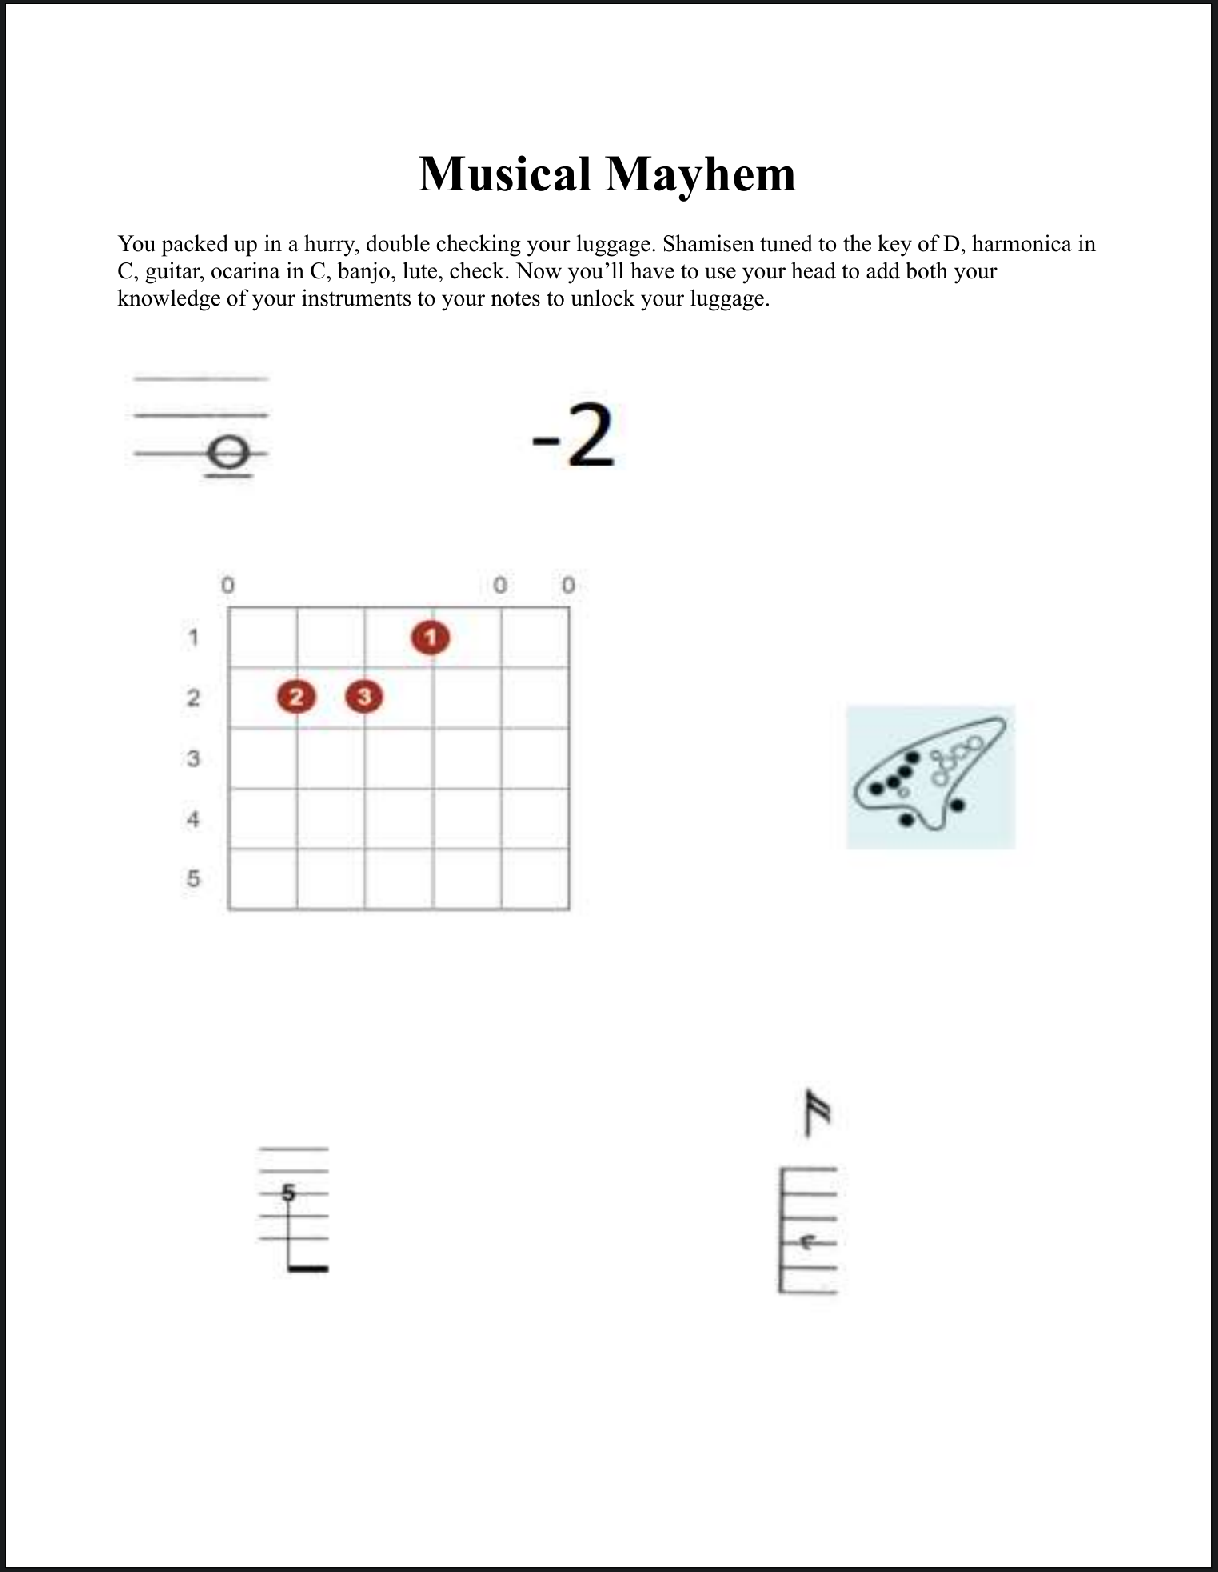 Musical Mayhem
You packed up in a hurry, double checking your luggage. Shamisen tuned to the key of D, harmonica in
C, guitar, ocarina in C, banjo, lute, check. Now you’ll have to use your head to add both your
knowledge of your instruments to your notes to unlock your luggage.
-2
0 0 0
1 1
2 2 3
3
4
5
5